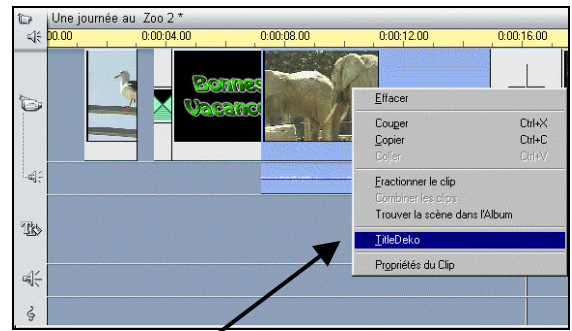 Une journée au Zoo 2 *
00.00 0:00:04.00 0:00:08.00 0:00:12.00 0:00:16.00
Bonnes
Vacance
Effacer
Couper Ctrl+X
Copier Ctrl+C
Coller Ctrl+V
Fractionner le clip
Combiner les clips
Trouver la scène dans l'Album
TitleDeko
Propriétés du Clip